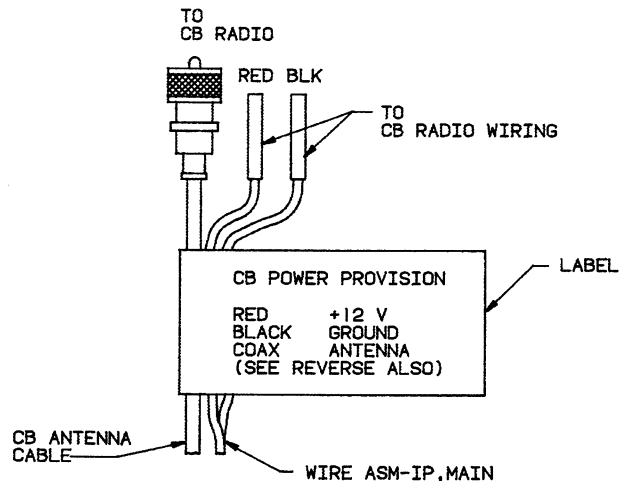 TO
CB RADIO
RED BLK
TO
CB RADIO WIRING
LABEL
CB POWER PROVISION
RED +12 V
BLACK GROUND
COAX ANTENNA
(SEE REVERSE ALSO)
CB ANTENNA
CABLE
WIRE ASM-IP,MAIN